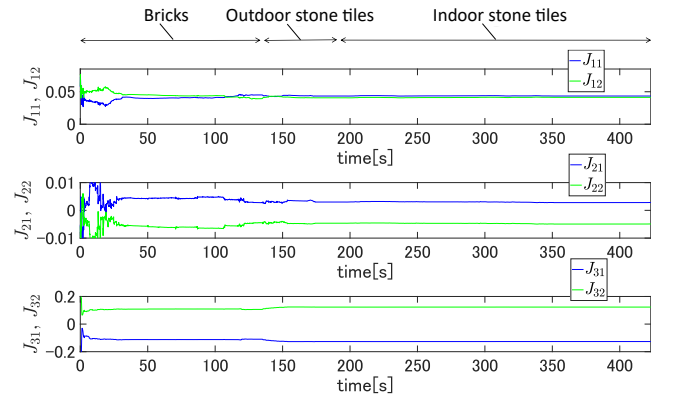 Bricks Outdoor stone tiles Indoor stone tiles
J₁₁, J₁₂
0.05
0
J₁₁
J₁₂
0 50 100 150 200 250 300 350 400
time[s]
J₂₁, J₂₂
0.01
0
-0.01
J₂₁
J₂₂
0 50 100 150 200 250 300 350 400
time[s]
J₃₁, J₃₂
0.2
0
-0.2
J₃₁
J₃₂
0 50 100 150 200 250 300 350 400
time[s]